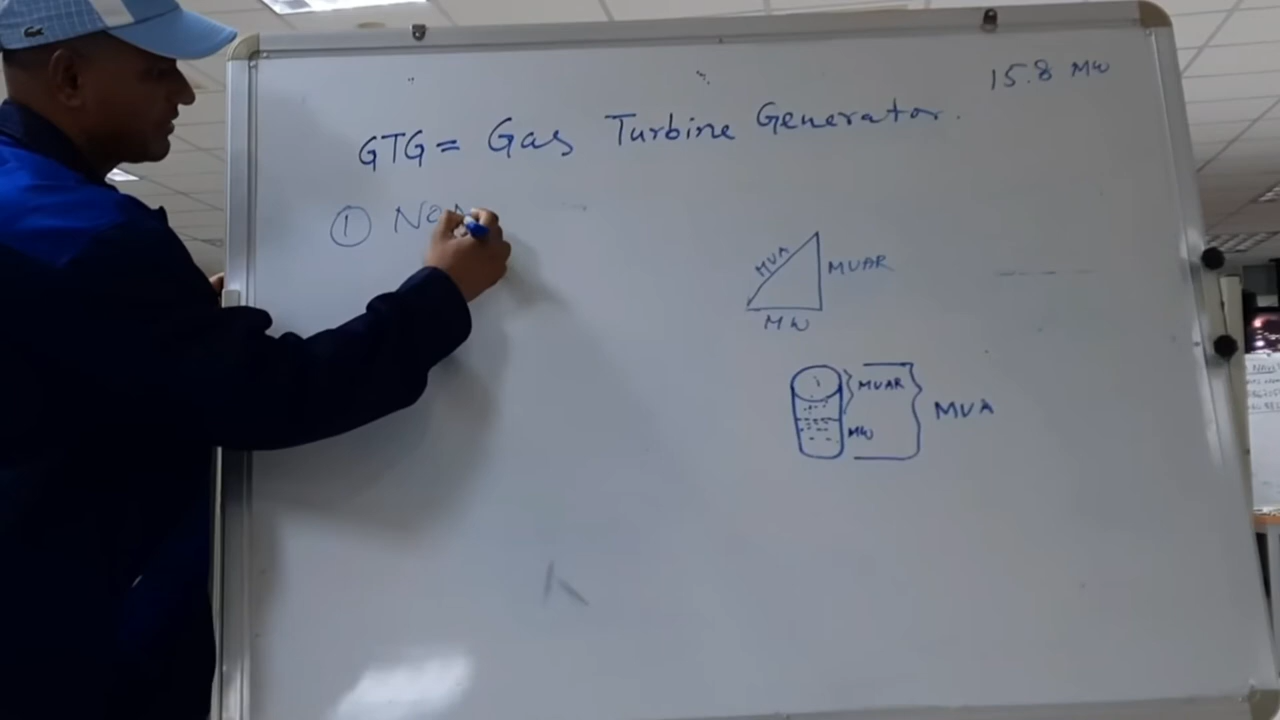 15.8 MW
GTG = Gas Turbine Generator.
①
MVA
MVAR
MW
MVAR
MW
MVA